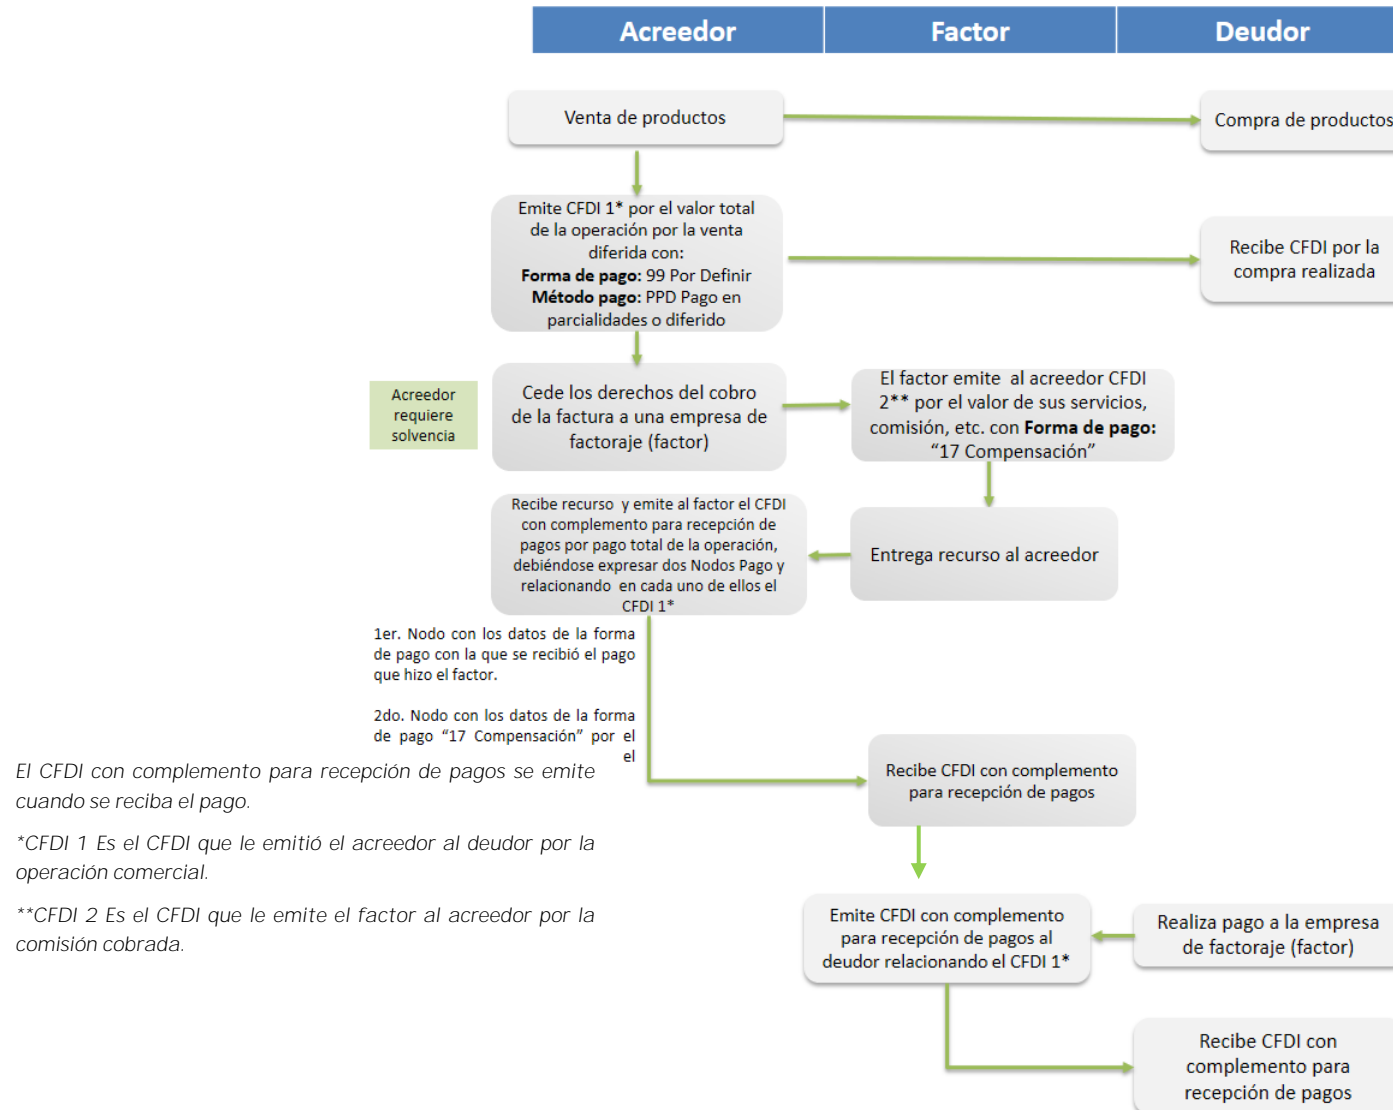 Acreedor
Factor
Deudor
Venta de productos
Compra de productos
Emite CFDI 1* por el valor total
de la operación por la venta
diferida con:
Forma de pago: 99 Por Definir
Método pago: PPD Pago en
parcialidades o diferido
Recibe CFDI por la
compra realizada
Acreedor
requiere
solvencia
Cede los derechos del cobro
de la factura a una empresa de
factoraje (factor)
El factor emite al acreedor CFDI
2** por el valor de sus servicios,
comisión, etc. con Forma de pago:
“17 Compensación”
Recibe recurso y emite al factor el CFDI
con complemento para recepción de
pagos por pago total de la operación,
debiéndose expresar dos Nodos Pago y
relacionando en cada uno de ellos el
CFDI 1*
Entrega recurso al acreedor
1er. Nodo con los datos de la forma
de pago con la que se recibió el pago
que hizo el factor.
2do. Nodo con los datos de la forma
de pago “17 Compensación” por el
el
Recibe CFDI con complemento
para recepción de pagos
El CFDI con complemento para recepción de pagos se emite
cuando se reciba el pago.
*CFDI 1 Es el CFDI que le emitió el acreedor al deudor por la
operación comercial.
**CFDI 2 Es el CFDI que le emite el factor al acreedor por la
comisión cobrada.
Emite CFDI con complemento
para recepción de pagos al
deudor relacionando el CFDI 1*
Realiza pago a la empresa
de factoraje (factor)
Recibe CFDI con
complemento para
recepción de pagos